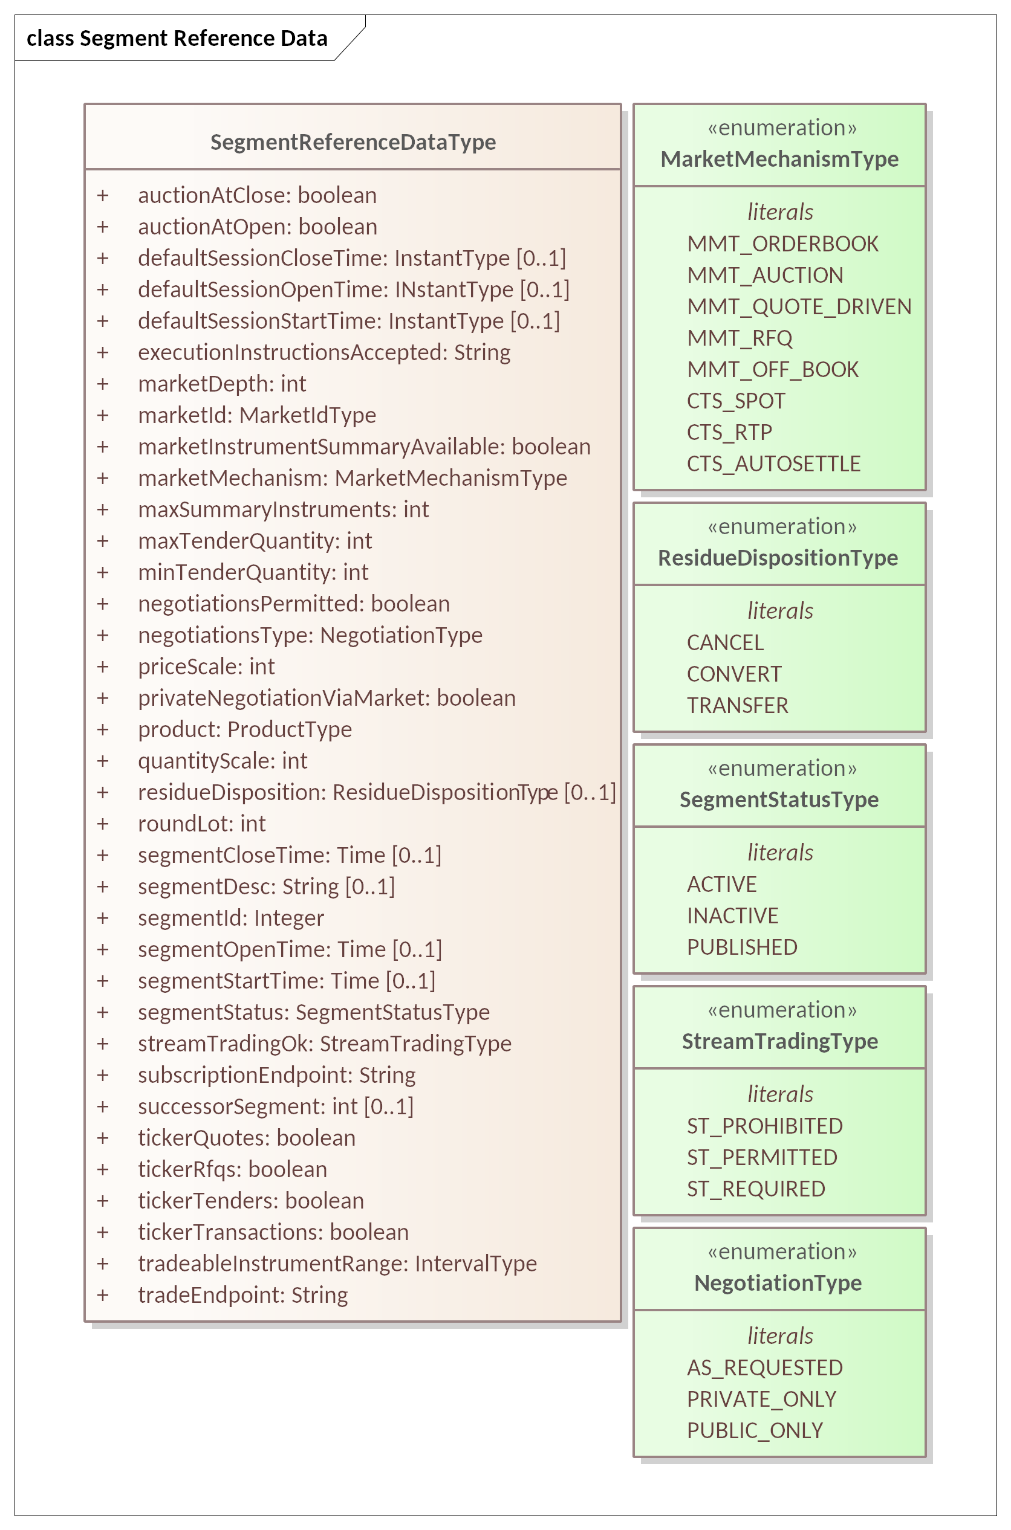 class Segment Reference Data
SegmentReferenceDataType
+ auctionAtClose: boolean
+ auctionAtOpen: boolean
+ defaultSessionCloseTime: InstantType [0..1]
+ defaultSessionOpenTime: INstantType [0..1]
+ defaultSessionStartTime: InstantType [0..1]
+ executionInstructionsAccepted: String
+ marketDepth: int
+ marketId: MarketIdType
+ marketInstrumentSummaryAvailable: boolean
+ marketMechanism: MarketMechanismType
+ maxSummaryInstruments: int
+ maxTenderQuantity: int
+ minTenderQuantity: int
+ negotiationsPermitted: boolean
+ negotiationsType: NegotiationType
+ priceScale: int
+ privateNegotiationViaMarket: boolean
+ product: ProductType
+ quantityScale: int
+ residueDisposition: ResidueDispositionType [0..1]
+ roundLot: int
+ segmentCloseTime: Time [0..1]
+ segmentDesc: String [0..1]
+ segmentId: Integer
+ segmentOpenTime: Time [0..1]
+ segmentStartTime: Time [0..1]
+ segmentStatus: SegmentStatusType
+ streamTradingOk: StreamTradingType
+ subscriptionEndpoint: String
+ successorSegment: int [0..1]
+ tickerQuotes: boolean
+ tickerRfqs: boolean
+ tickerTenders: boolean
+ tickerTransactions: boolean
+ tradeableInstrumentRange: IntervalType
+ tradeEndpoint: String
«enumeration»
MarketMechanismType
literals
MMT_ORDERBOOK
MMT_AUCTION
MMT_QUOTE_DRIVEN
MMT_RFQ
MMT_OFF_BOOK
CTS_SPOT
CTS_RTP
CTS_AUTOSETTLE
«enumeration»
ResidueDispositionType
literals
CANCEL
CONVERT
TRANSFER
«enumeration»
SegmentStatusType
literals
ACTIVE
INACTIVE
PUBLISHED
«enumeration»
StreamTradingType
literals
ST_PROHIBITED
ST_PERMITTED
ST_REQUIRED
«enumeration»
NegotiationType
literals
AS_REQUESTED
PRIVATE_ONLY
PUBLIC_ONLY